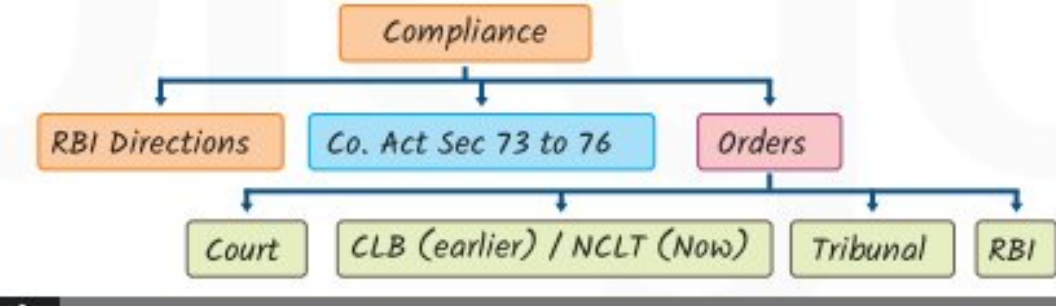 Compliance
RBI Directions
Co. Act Sec 73 to 76
Orders
Court
CLB (earlier) / NCLT (Now)
Tribunal
RBI